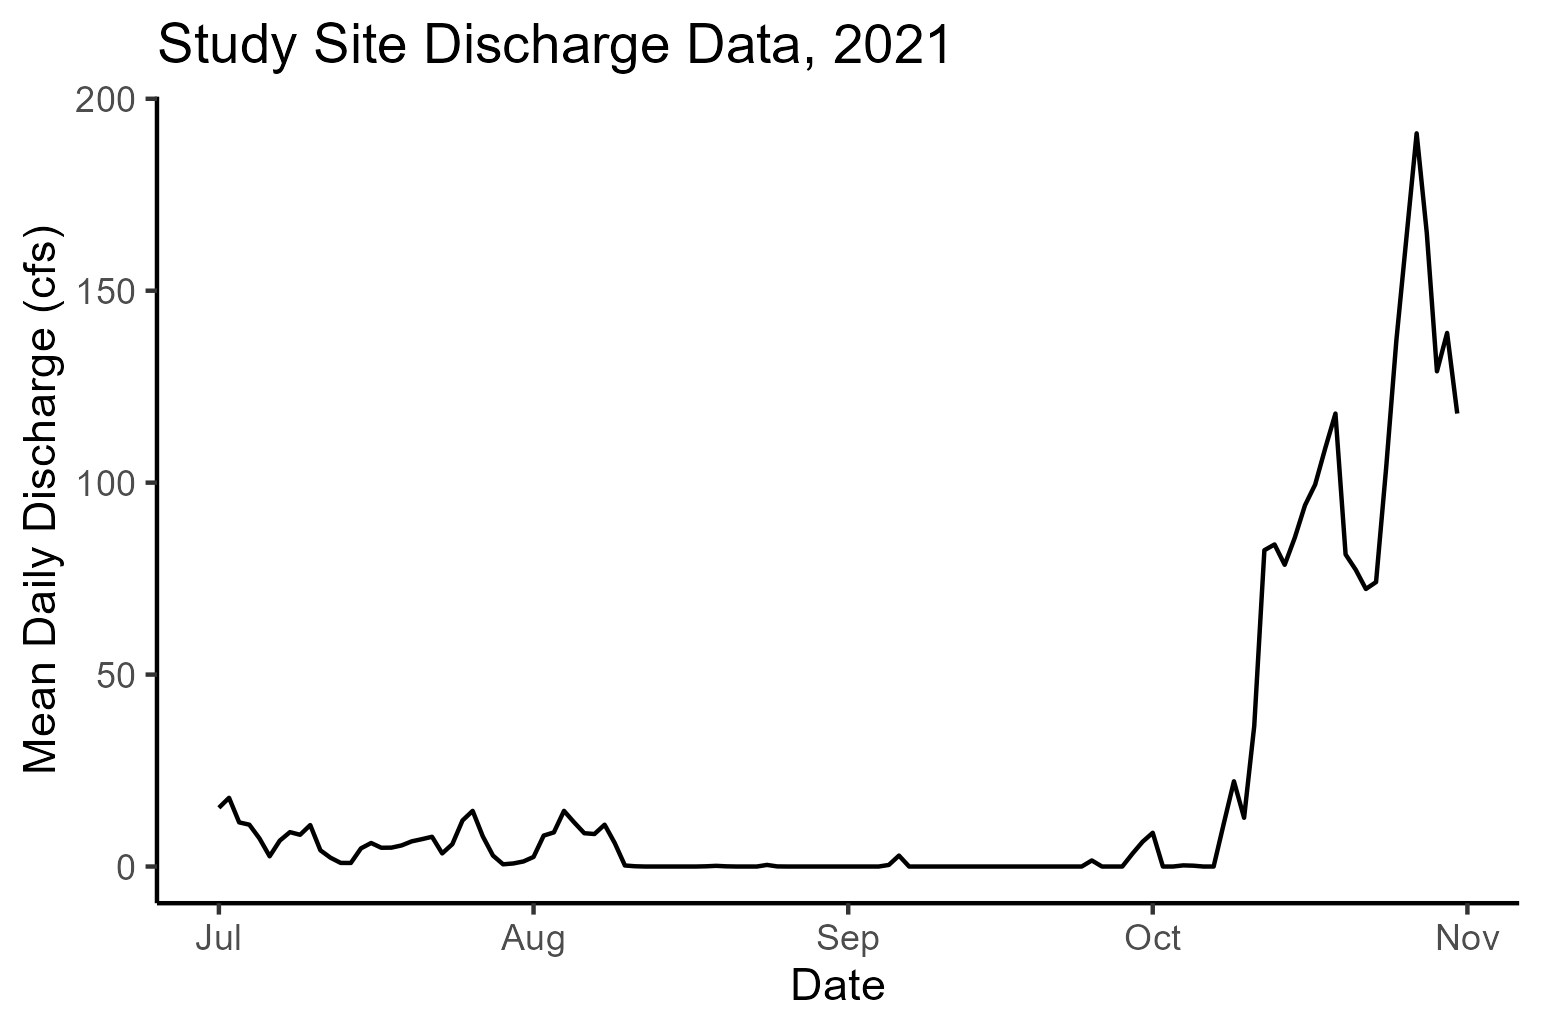 Study Site Discharge Data, 2021
Mean Daily Discharge (cfs)
200
150
100
50
0
Jul Aug Sep Oct Nov
Date